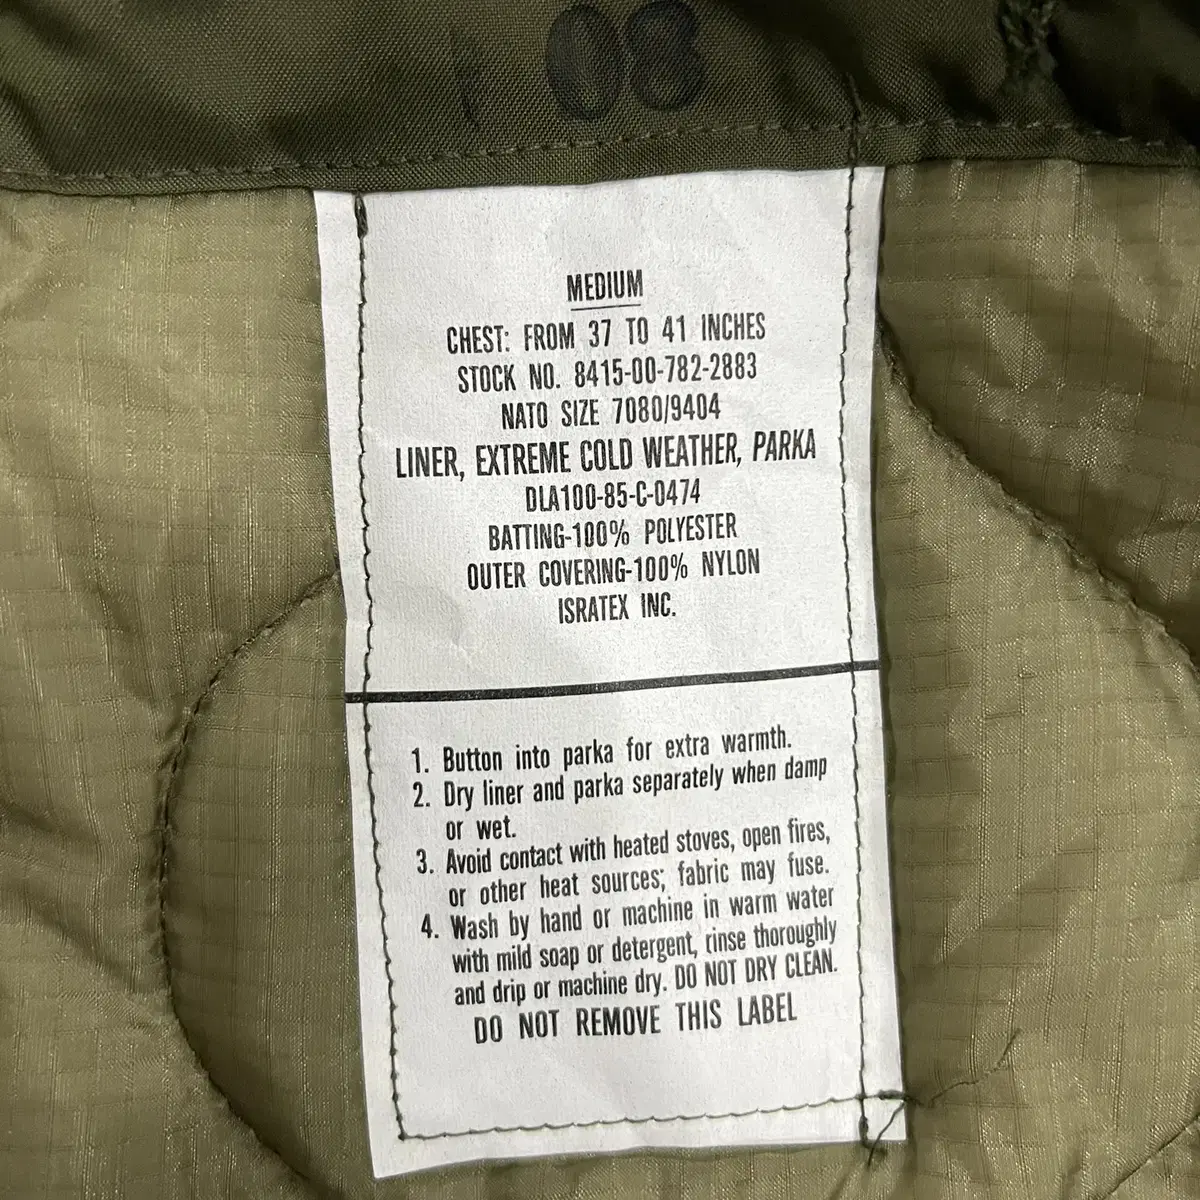 08
MEDIUM
CHEST: FROM 37 TO 41 INCHES
STOCK NO. 8415-00-782-2883
NATO SIZE 7080/9404
LINER, EXTREME COLD WEATHER, PARKA
DLA100-85-C-0474
BATTING-100% POLYESTER
OUTER COVERING-100% NYLON
ISRATEX INC.
1. Button into parka for extra warmth.
2. Dry liner and parka separately when damp
or wet.
3. Avoid contact with heated stoves, open fires,
or other heat sources; fabric may fuse.
4. Wash by hand or machine in warm water
with mild soap or detergent, rinse thoroughly
and drip or machine dry. DO NOT DRY CLEAN.
DO NOT REMOVE THIS LABEL